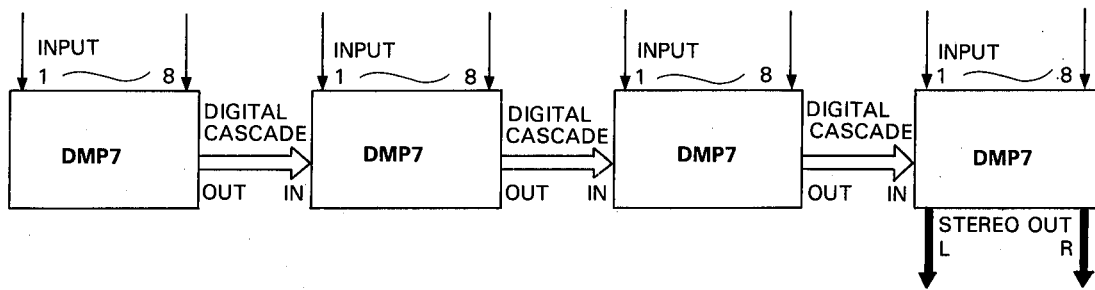 INPUT
1 8
DMP7
DIGITAL
CASCADE
OUT IN
INPUT
1 8
DMP7
DIGITAL
CASCADE
OUT IN
INPUT
1 8
DMP7
DIGITAL
CASCADE
OUT IN
INPUT
1 8
DMP7
STEREO OUT
L R